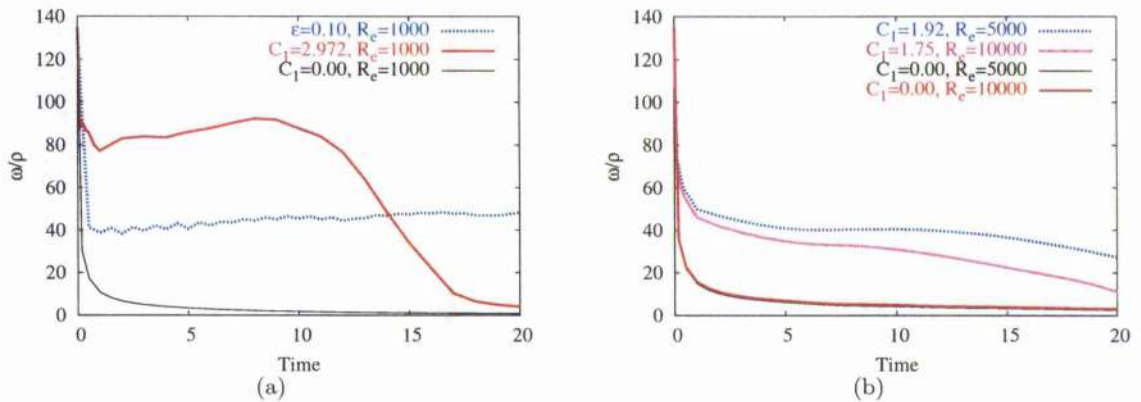 140
120
100
80
60
40
20
0
ω/ρ
0 5 10 15 20
Time
ε=0.10, Rₑ=1000
C₁=2.972, Rₑ=1000
C₁=0.00, Rₑ=1000
(a)
140
120
100
80
60
40
20
0
ω/ρ
0 5 10 15 20
Time
C₁=1.92, Rₑ=5000
C₁=1.75, Rₑ=10000
C₁=0.00, Rₑ=5000
C₁=0.00, Rₑ=10000
(b)